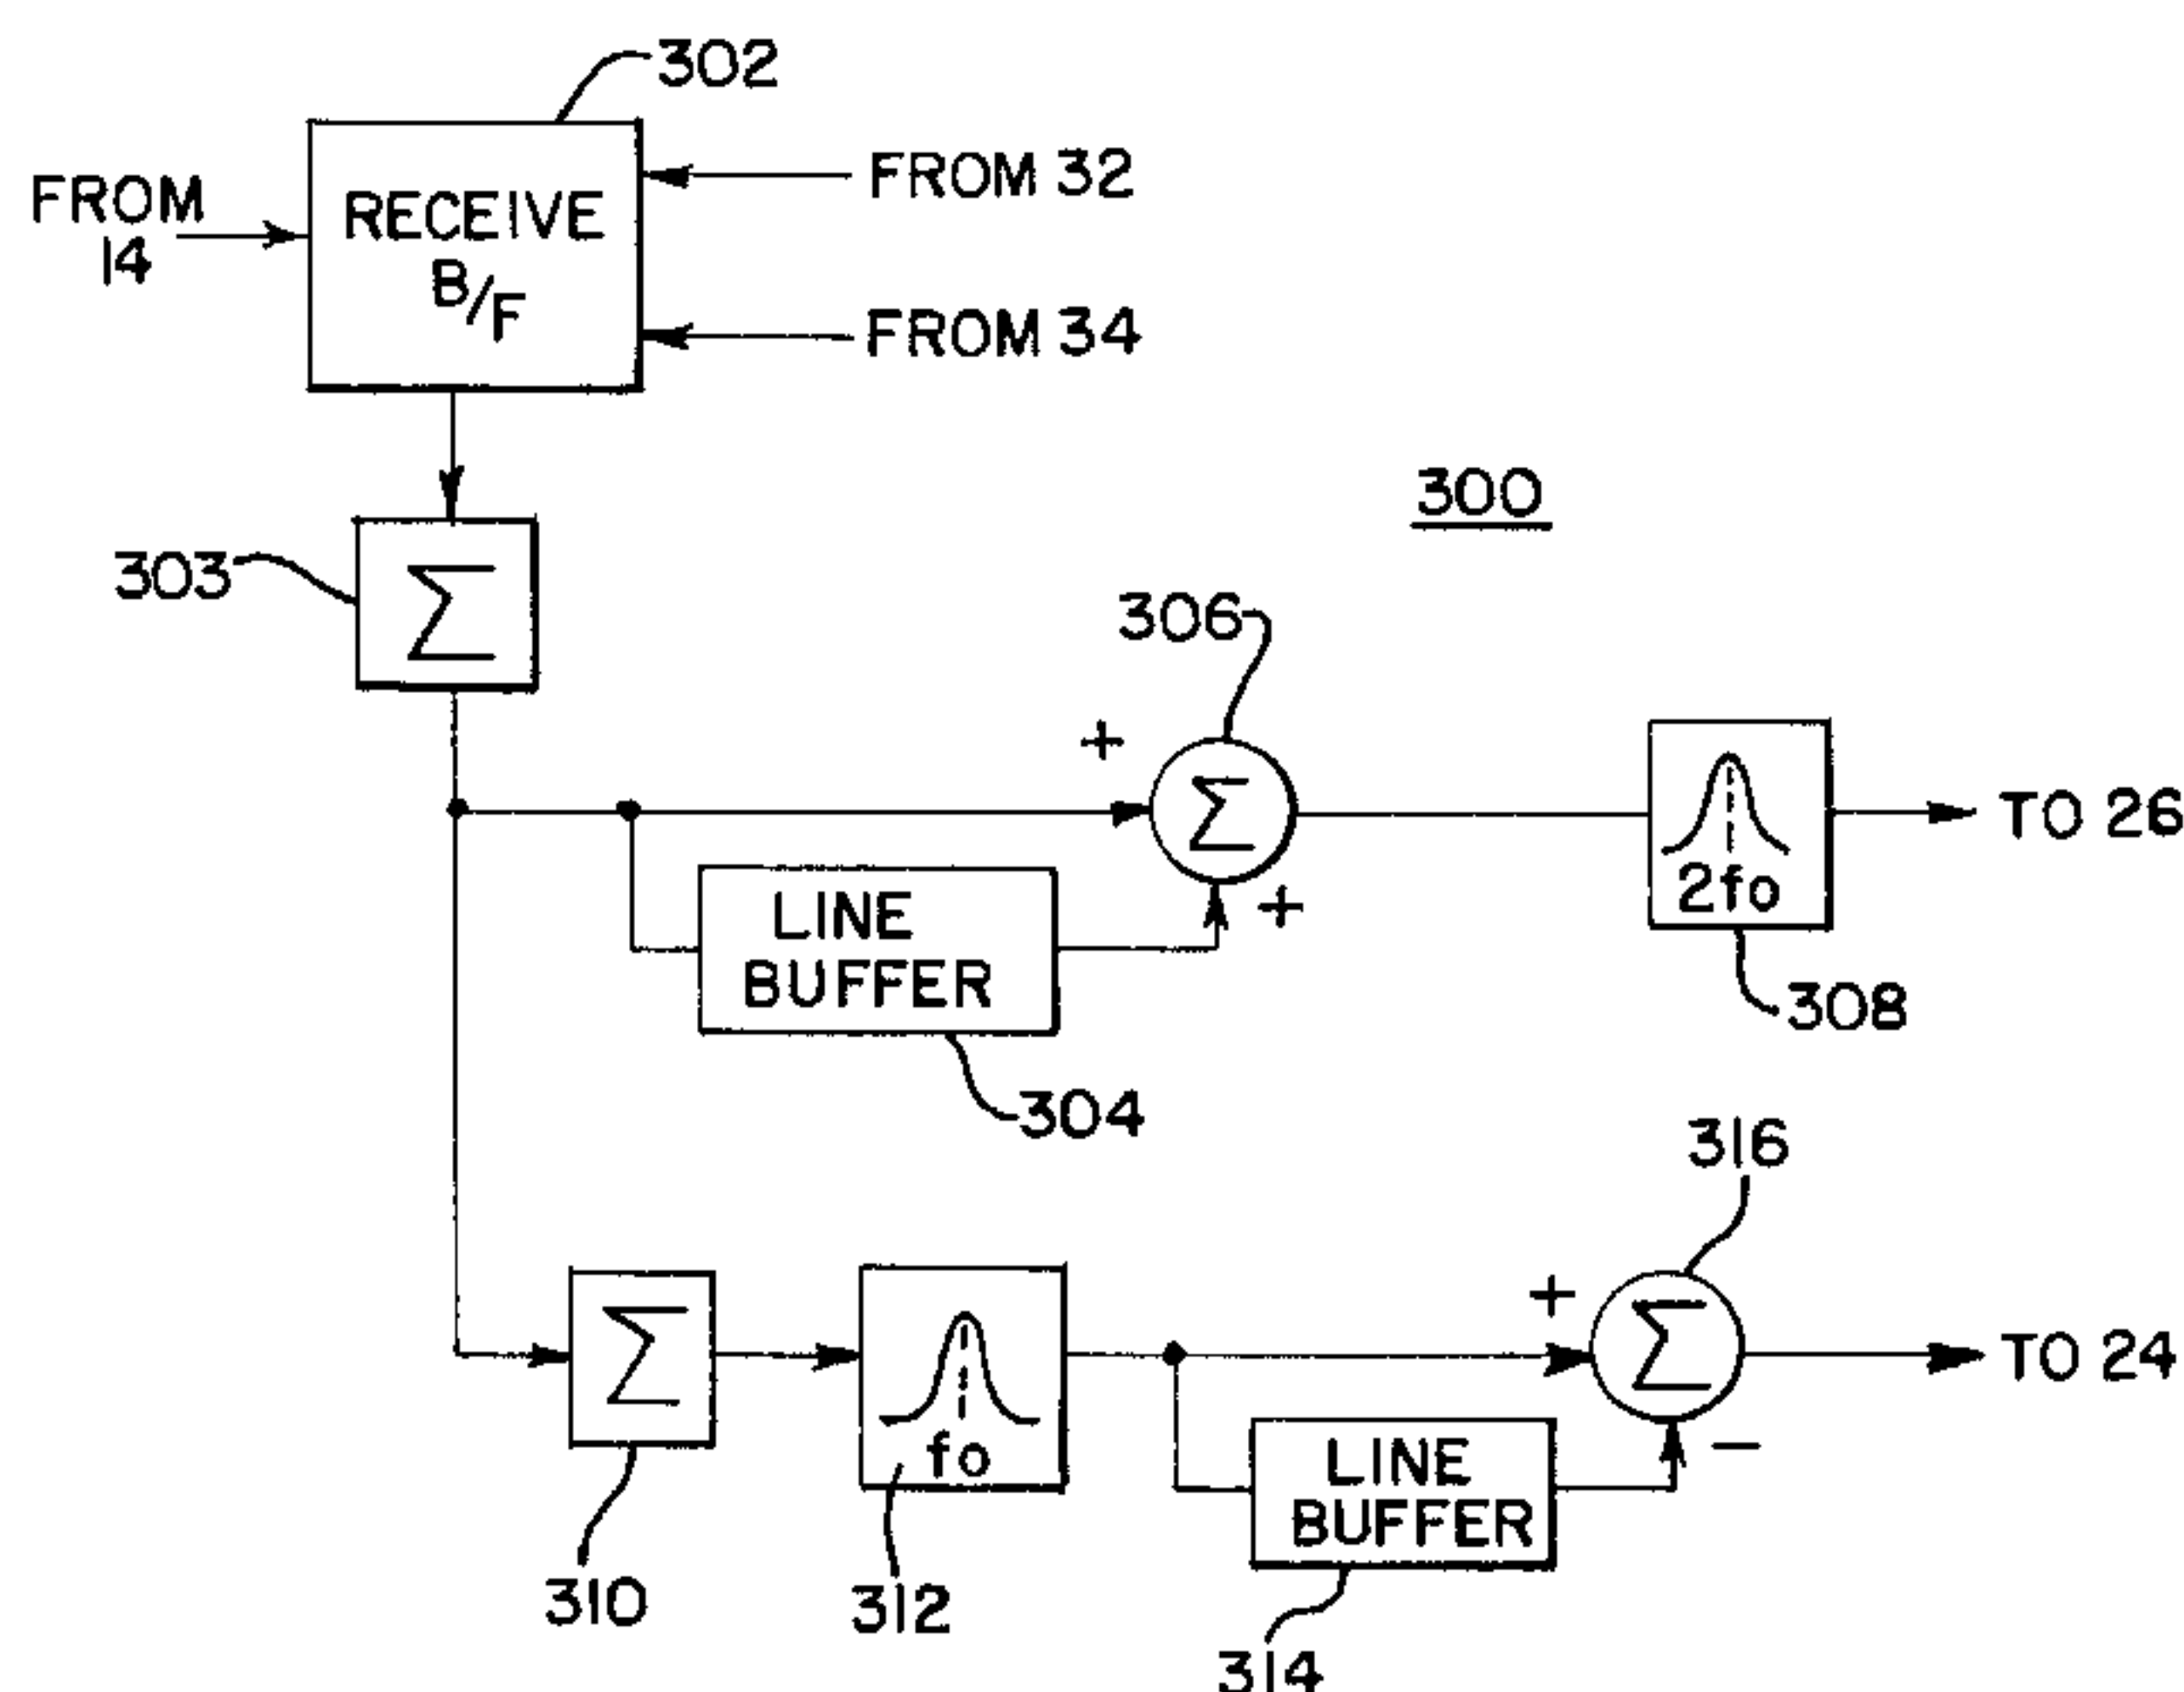 302
FROM 32
FROM
14
RECEIVE
B/F
FROM 34
300
303
Σ
306
+
Σ
+
2fo
TO 26
LINE
BUFFER
308
304
316
Σ
fo
+
Σ
TO 24
−
LINE
BUFFER
310
312
314